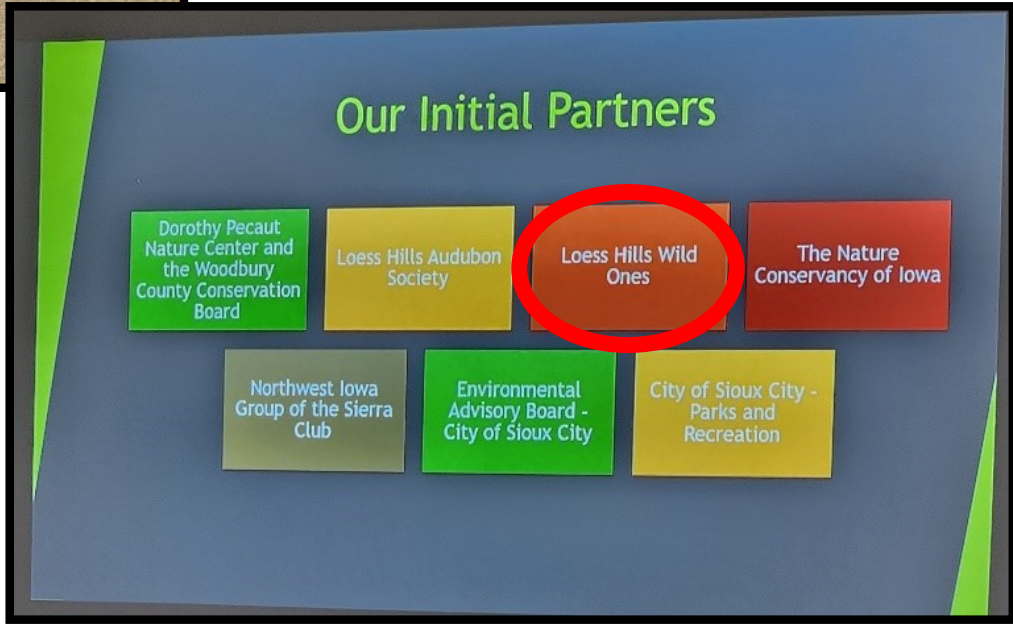 Our Initial Partners
Dorothy Pecaut
Nature Center and
the Woodbury
County Conservation
Board
Loess Hills Audubon
Society
Loess Hills Wild
Ones
The Nature
Conservancy of Iowa
Northwest Iowa
Group of the Sierra
Club
Environmental
Advisory Board -
City of Sioux City
City of Sioux City -
Parks and
Recreation